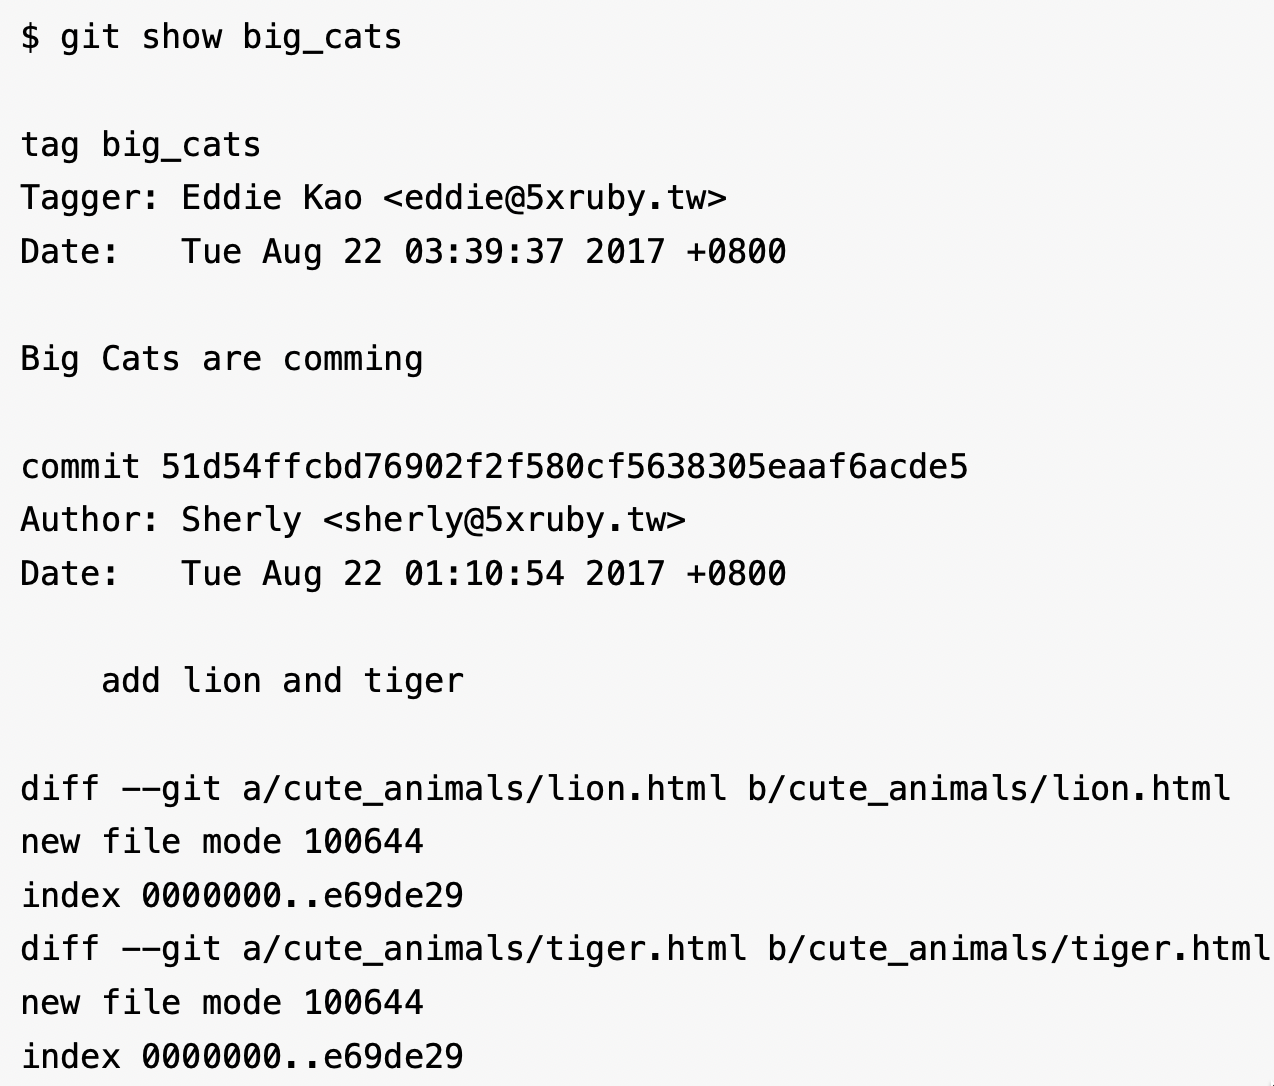 $ git show big_cats
tag big_cats
Tagger: Eddie Kao <eddie@5xruby.tw>
Date:   Tue Aug 22 03:39:37 2017 +0800
Big Cats are comming
commit 51d54ffcbd76902f2f580cf5638305eaaf6acde5
Author: Sherly <sherly@5xruby.tw>
Date:   Tue Aug 22 01:10:54 2017 +0800
    add lion and tiger
diff --git a/cute_animals/lion.html b/cute_animals/lion.html
new file mode 100644
index 0000000..e69de29
diff --git a/cute_animals/tiger.html b/cute_animals/tiger.html
new file mode 100644
index 0000000..e69de29